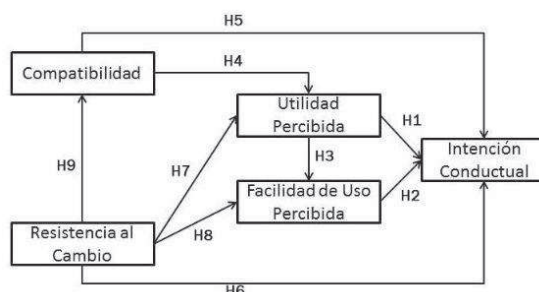 H5
Compatibilidad
H4
Utilidad
Percibida
H1
Intención
Conductual
H9
H7
H3
Facilidad de Uso
Percibida
H2
H8
Resistencia al
Cambio
H6